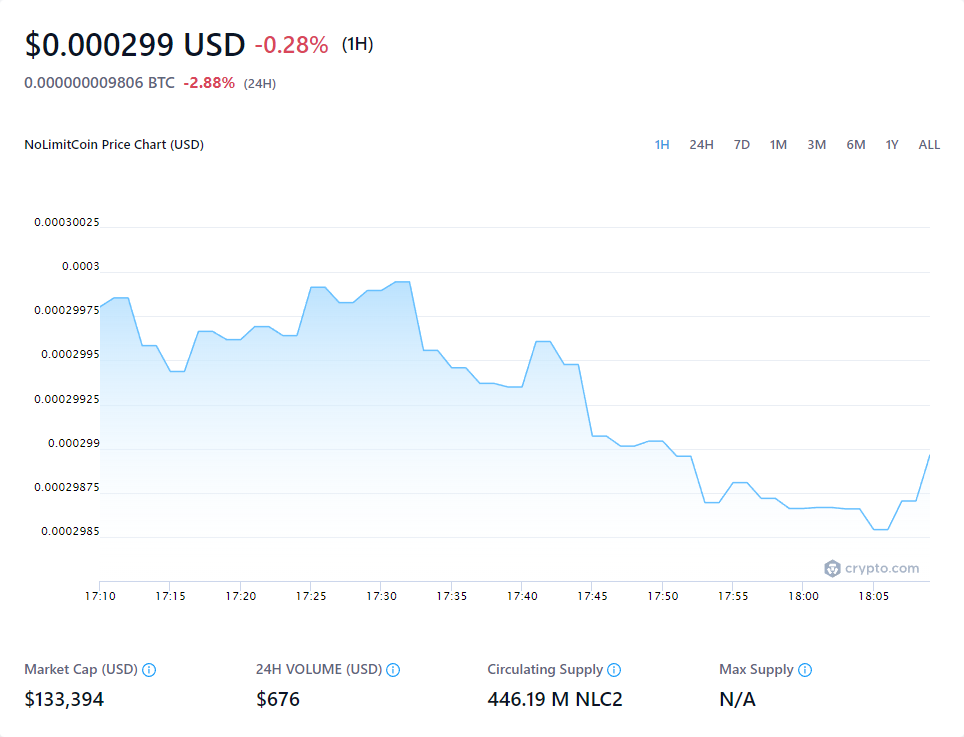 $0.000299 USD -0.28% (1H)
0.000000009806 BTC -2.88% (24H)
NoLimitCoin Price Chart (USD)
1H 24H 7D 1M 3M 6M 1Y ALL
0.00030025
0.0003
0.00029975
0.0002995
0.00029925
0.000299
0.00029875
0.0002985
crypto.com
17:10 17:15 17:20 17:25 17:30 17:35 17:40 17:45 17:50 17:55 18:00 18:05
Market Cap (USD) 24H VOLUME (USD) Circulating Supply Max Supply
$133,394 $676 446.19 M NLC2 N/A